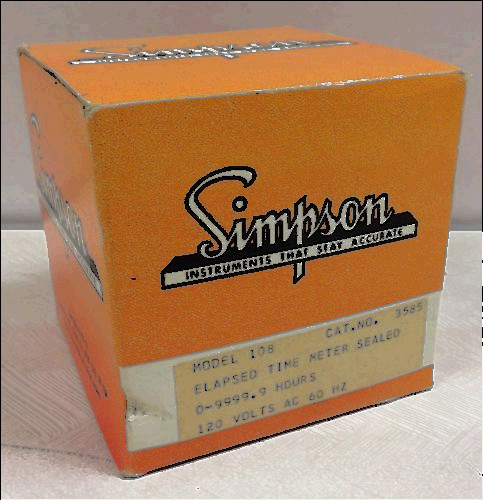 Simpson
Simpson
INSTRUMENTS THAT STAY ACCURATE
MODEL 108 CAT.NO. 3585
ELAPSED TIME METER SEALED
0-9999.9 HOURS
120 VOLTS AC 60 HZ